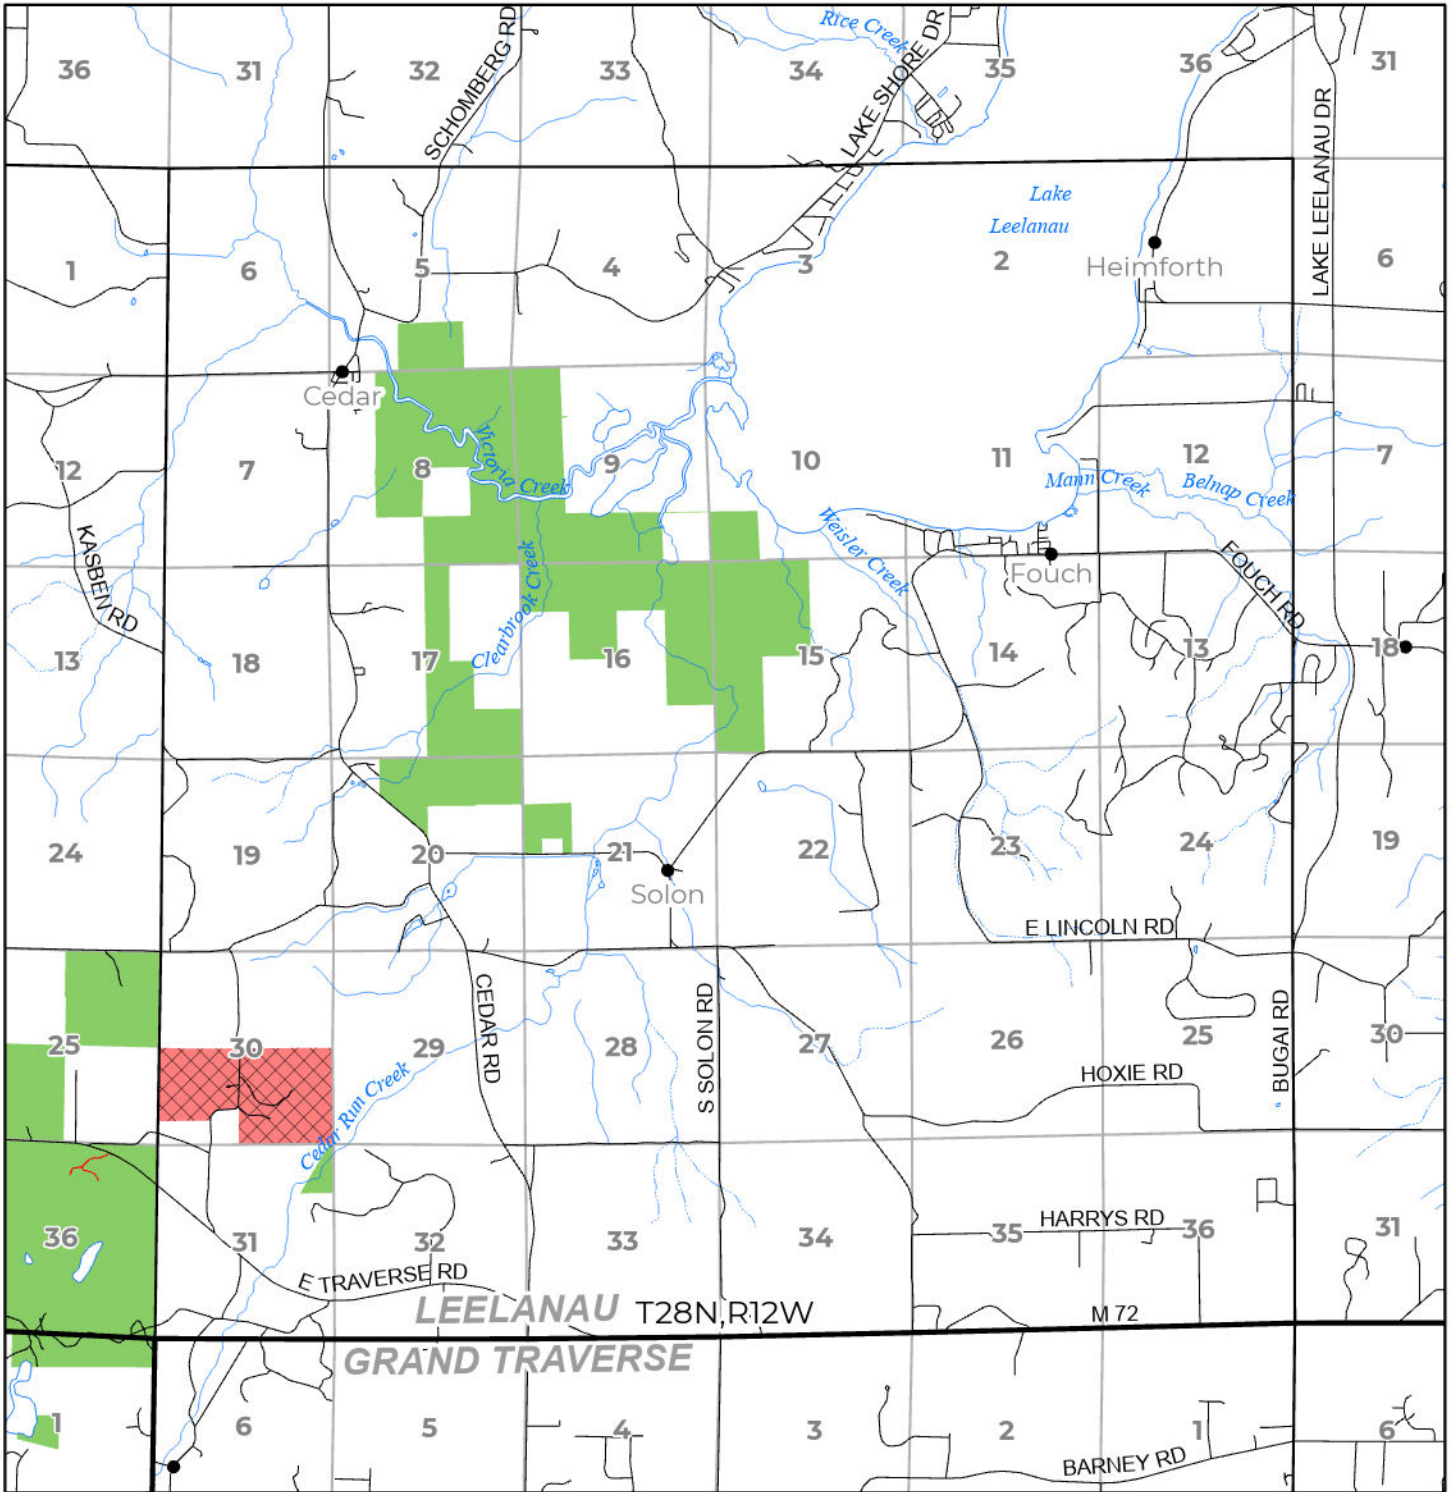 Rice Creek
36
31
32
33
34
35
36
31
SCHOMBERG RD
LAKE SHORE DR
LAKE LEELANAU DR
Lake
Leelanau
1
6
5
4
3
2
Heimforth
6
Cedar
12
7
8
Victoria Creek
9
10
11
12
7
Mann Creek
Belnap Creek
KASBEN RD
Clearbrook Creek
Weisler Creek
Fouch
FOUCH RD
13
18
17
16
15
14
13
18
24
19
20
21
22
23
24
19
Solon
E LINCOLN RD
CEDAR RD
S SOLON RD
BUGAI RD
25
30
29
28
27
26
25
30
Cedar Run Creek
HOXIE RD
36
31
32
33
34
35
36
31
HARRYS RD
E TRAVERSE RD
LEELANAU
T28N,R12W
M 72
GRAND TRAVERSE
1
6
5
4
3
2
1
6
BARNEY RD